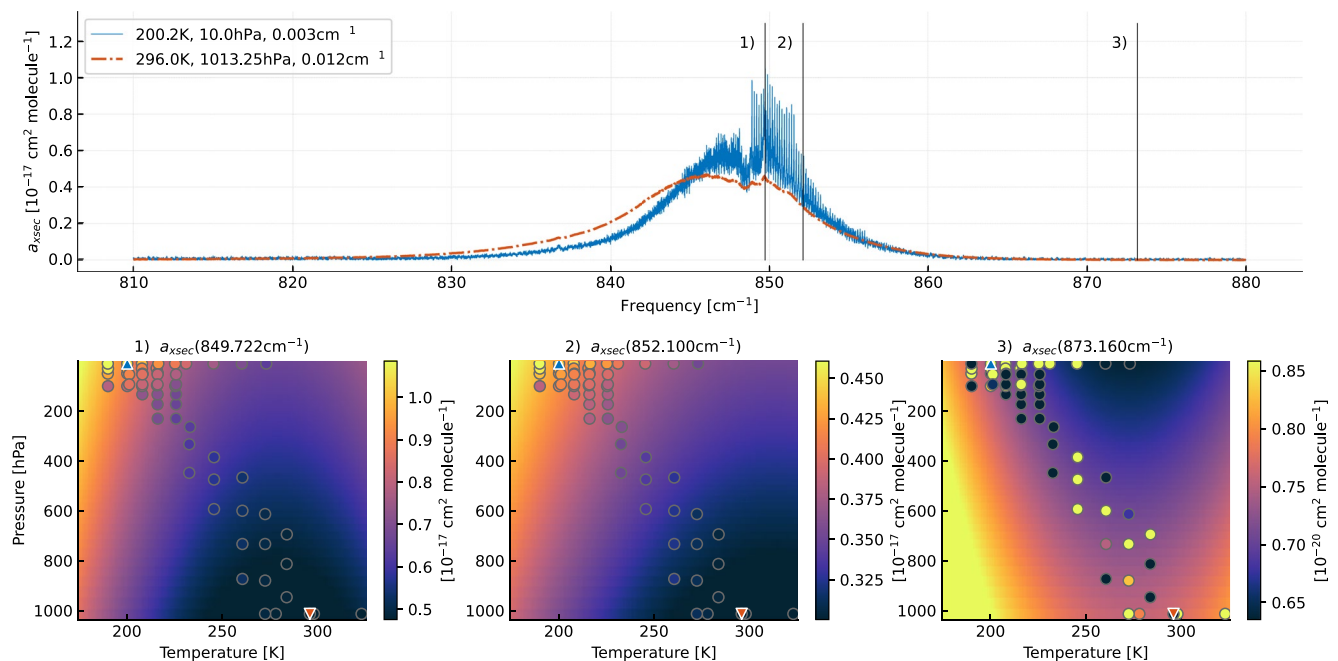 200.2K, 10.0hPa, 0.003cm ¹
296.0K, 1013.25hPa, 0.012cm ¹
1) 2) 3)
a_xsec [10⁻¹⁷ cm² molecule⁻¹]
1.2
1.0
0.8
0.6
0.4
0.2
0.0
810 820 830 840 850 860 870 880
Frequency [cm⁻¹]
1) a_xsec(849.722cm⁻¹)
Pressure [hPa]
200
400
600
800
1000
200 250 300
Temperature [K]
1.0
0.9
0.8
0.7
0.6
0.5
[10⁻¹⁷ cm² molecule⁻¹]
2) a_xsec(852.100cm⁻¹)
200
400
600
800
1000
200 250 300
Temperature [K]
0.450
0.425
0.400
0.375
0.350
0.325
[10⁻¹⁷ cm² molecule⁻¹]
3) a_xsec(873.160cm⁻¹)
200
400
600
800
1000
200 250 300
Temperature [K]
0.85
0.80
0.75
0.70
0.65
[10⁻²⁰ cm² molecule⁻¹]